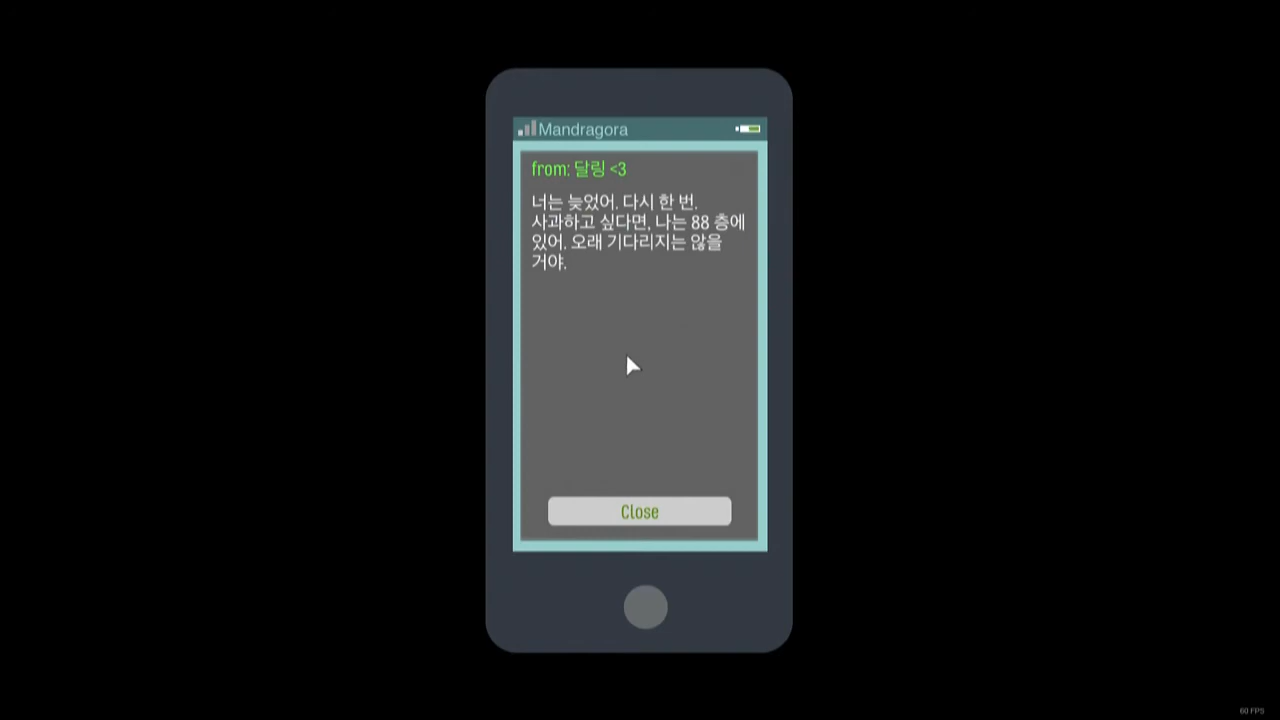 Mandragora
from: 달링 <3
너는 늦었어. 다시 한 번.
사과하고 싶다면, 나는 88 층에
있어. 오래 기다리지는 않을
거야.
Close
60 FPS